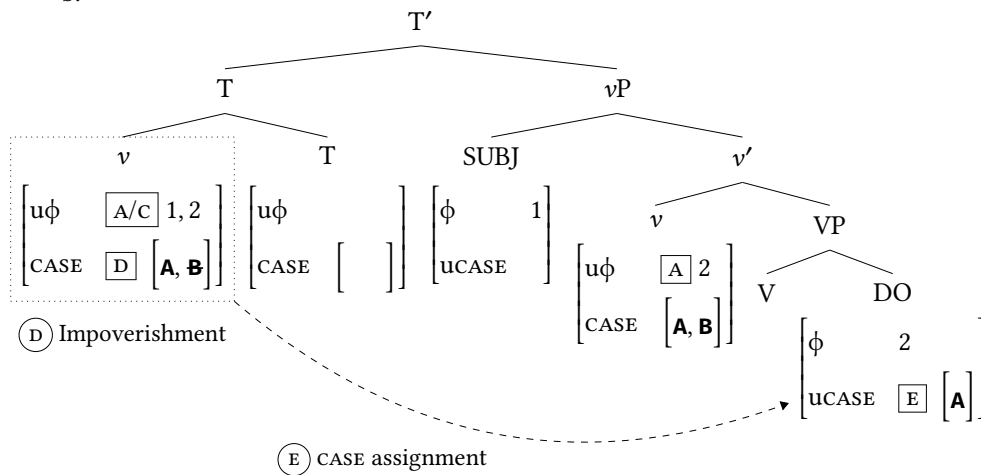 b.
T′
T vP
v T SUBJ v′
uϕ A/C 1, 2 uϕ ϕ 1 v VP
CASE D [A, B] CASE [ ] uCASE
uϕ A 2 V DO
CASE [A, B]
D Impoverishment
ϕ 2
uCASE E [A]
E CASE assignment